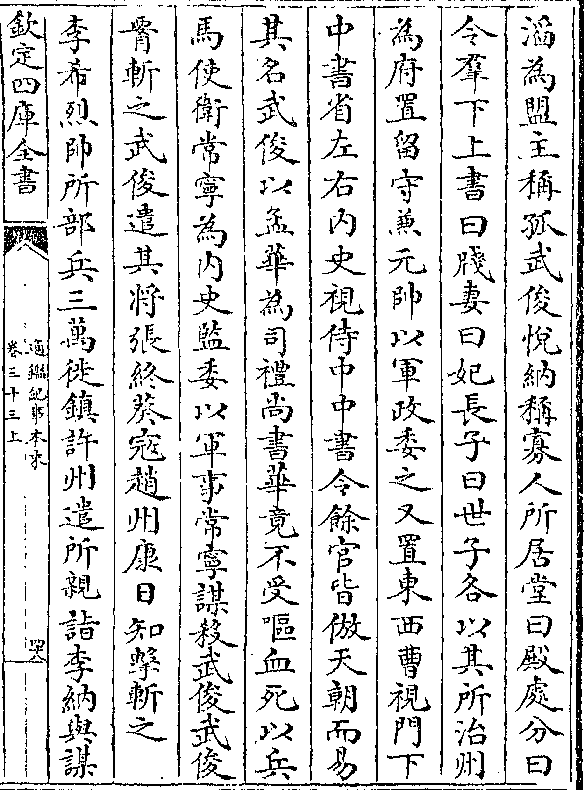 滔為盟主稱孤武俊悅納稱寡人所居堂曰殿處分曰
令羣下上書曰牋妻曰妃長子曰世子各以其所治州
為府置留守兼元帥以軍政委之又置東西曹視門下
中書省左右内史視侍中中書令餘官皆倣天朝而易
其名武俊以孟華為司禮尚書華竟不受嘔血死以兵
馬使衛常寧為内史監委以軍事常寧謀殺武俊武俊
腰斬之武俊遣其將張終葵宼趙州康日知擊斬之
李希烈帥所部兵三萬徙鎮許州遣所親詣李納與謀
欽定四庫全書
通鑑紀事本末
卷三十三上